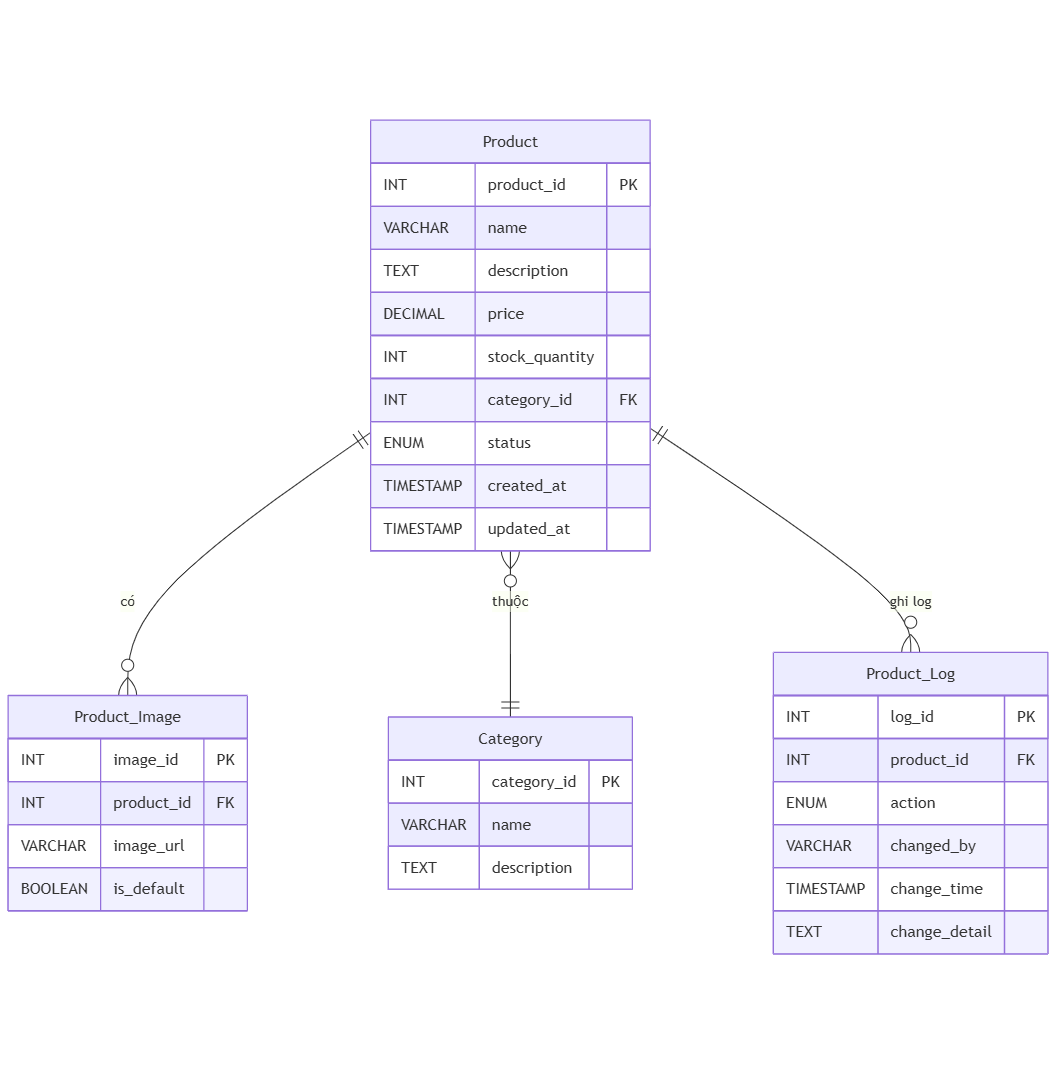 Product
INT product_id PK
VARCHAR name
TEXT description
DECIMAL price
INT stock_quantity
INT category_id FK
ENUM status
TIMESTAMP created_at
TIMESTAMP updated_at
có
thuộc
ghi log
Product_Image
INT image_id PK
INT product_id FK
VARCHAR image_url
BOOLEAN is_default
Category
INT category_id PK
VARCHAR name
TEXT description
Product_Log
INT log_id PK
INT product_id FK
ENUM action
VARCHAR changed_by
TIMESTAMP change_time
TEXT change_detail